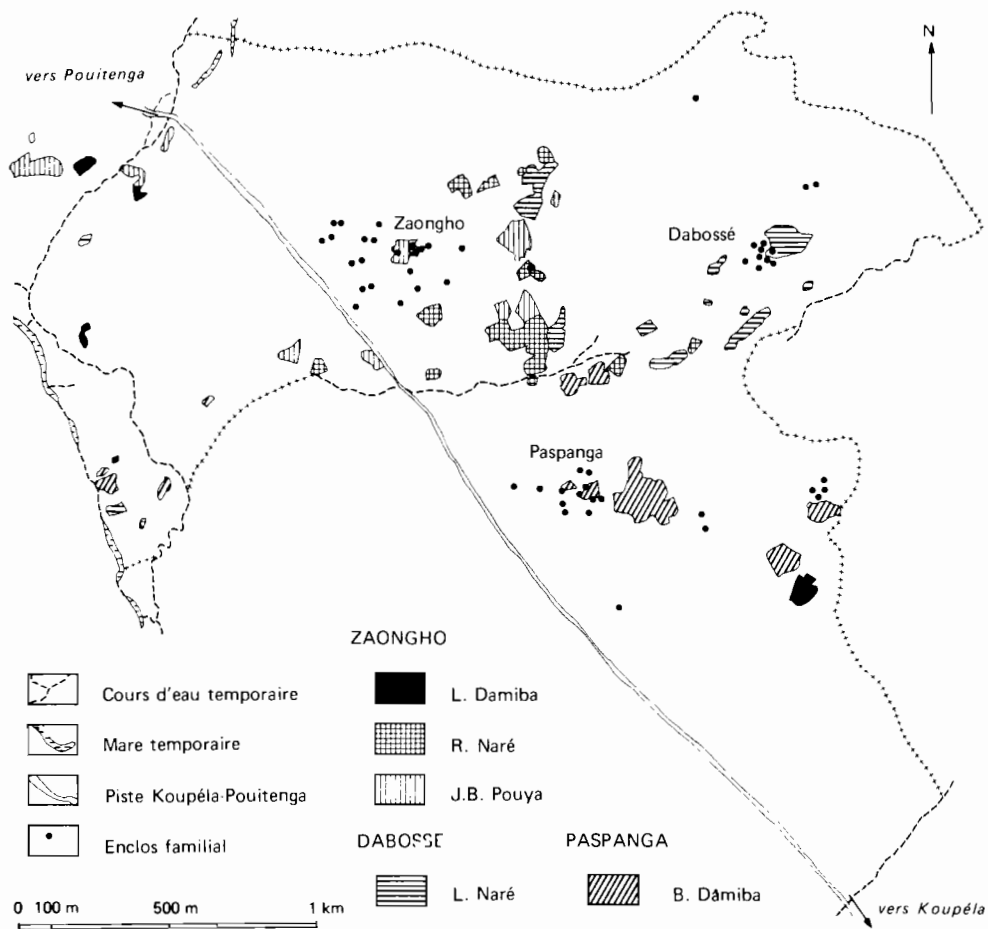 N
vers Pouitenga
Zaongho
Dabossé
Paspanga
ZAONGHO
Cours d'eau temporaire
L. Damiba
Mare temporaire
R. Naré
Piste Koupéla-Pouitenga
J.B. Pouya
Enclos familial
DABOSSE
PASPANGA
L. Naré
B. Damiba
0 100 m 500 m 1 km
vers Koupéla